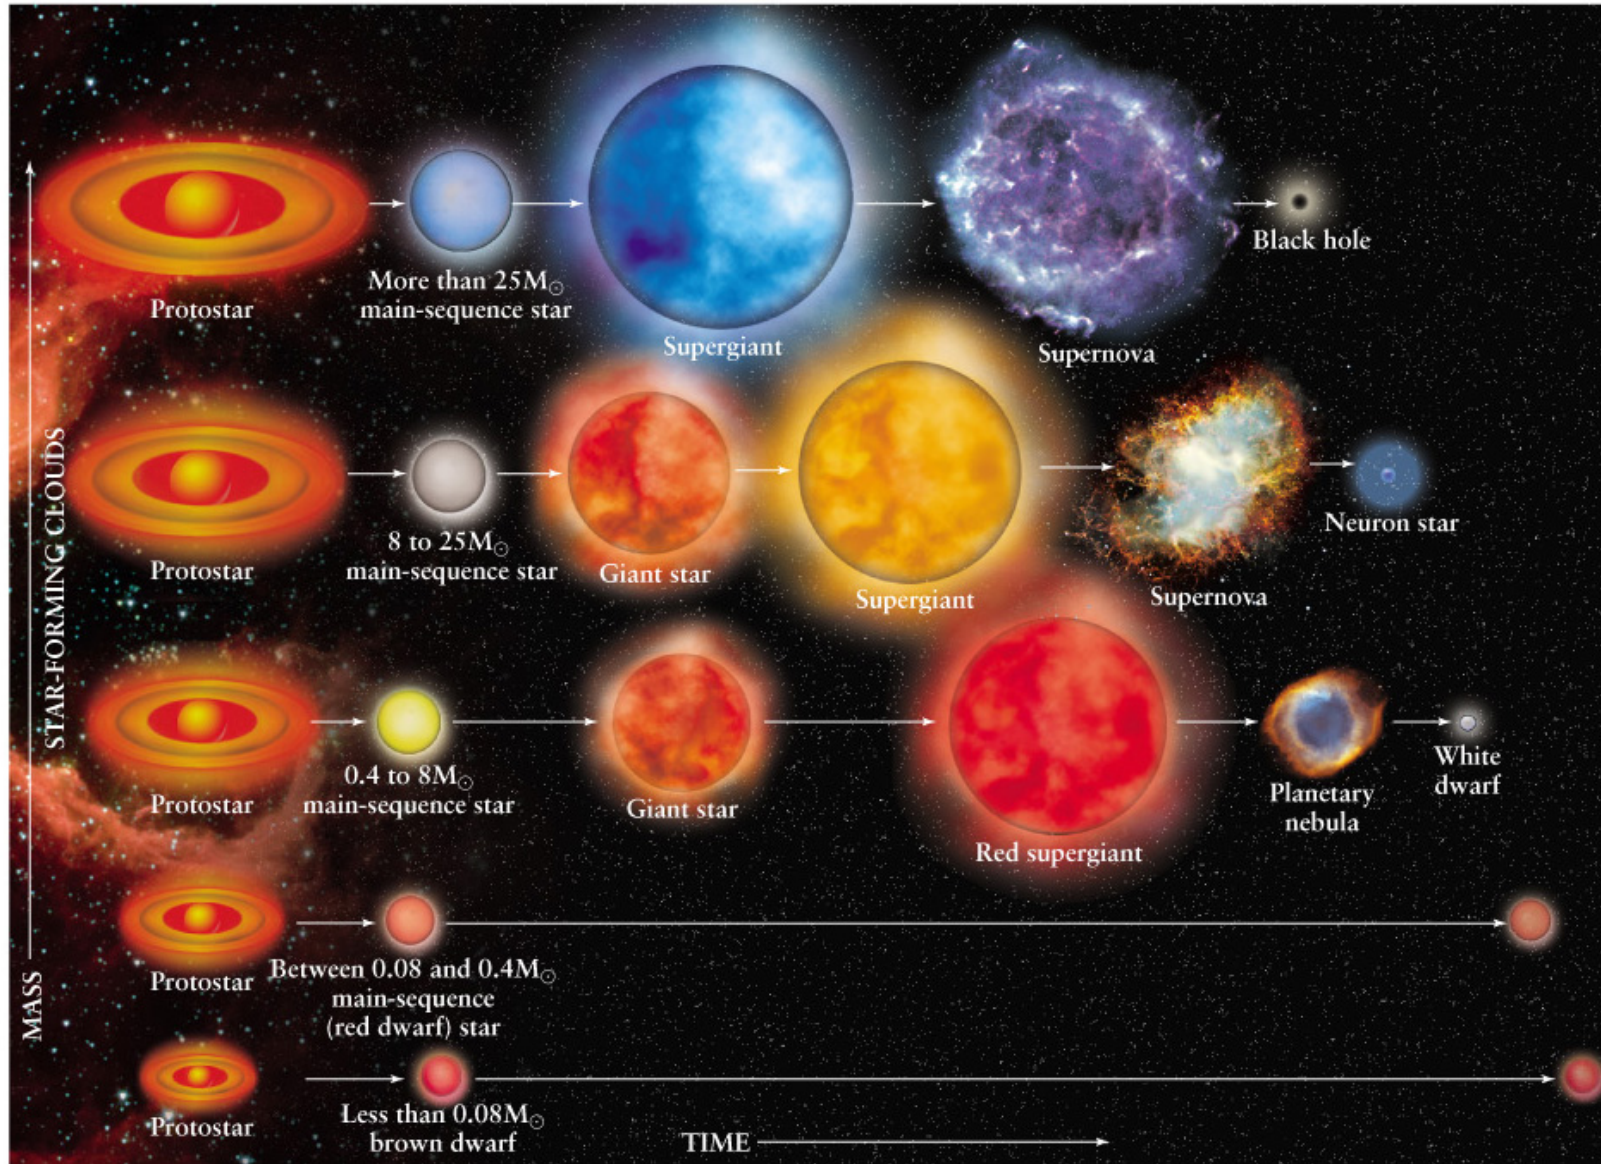 Protostar
More than 25M☉
main-sequence star
Supergiant
Supernova
Black hole
Protostar
8 to 25M☉
main-sequence star
Giant star
Supergiant
Supernova
Neuron star
Protostar
0.4 to 8M☉
main-sequence star
Giant star
Red supergiant
Planetary
nebula
White
dwarf
Protostar
Between 0.08 and 0.4M☉
main-sequence
(red dwarf) star
Protostar
Less than 0.08M☉
brown dwarf
STAR-FORMING CLOUDS
MASS
TIME